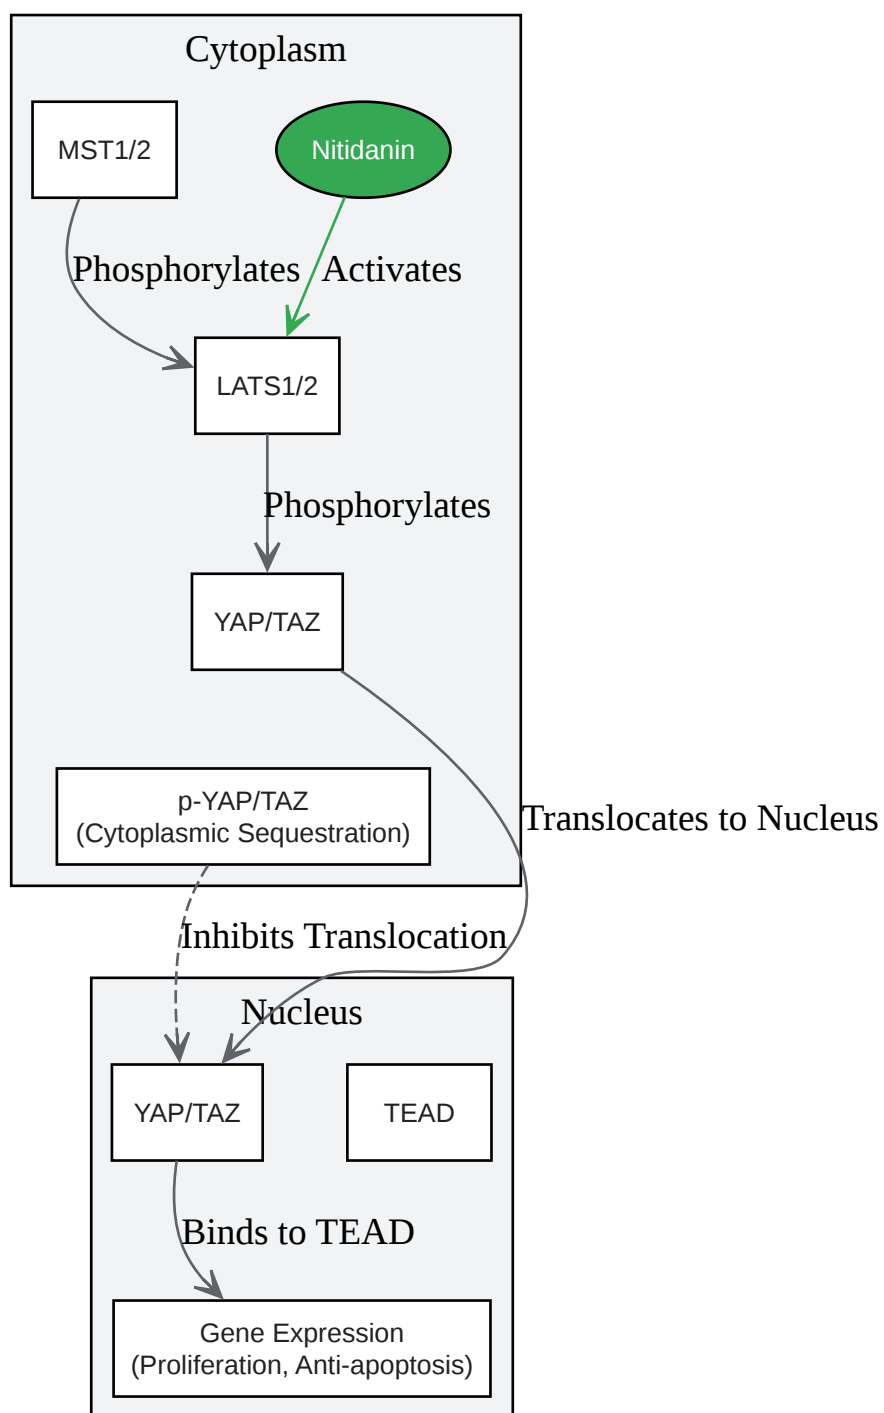 Cytoplasm
MST1/2
Nitidanin
Phosphorylates
Activates
LATS1/2
Phosphorylates
YAP/TAZ
p-YAP/TAZ
(Cytoplasmic Sequestration)
Translocates to Nucleus
Inhibits Translocation
Nucleus
YAP/TAZ
TEAD
Binds to TEAD
Gene Expression
(Proliferation, Anti-apoptosis)